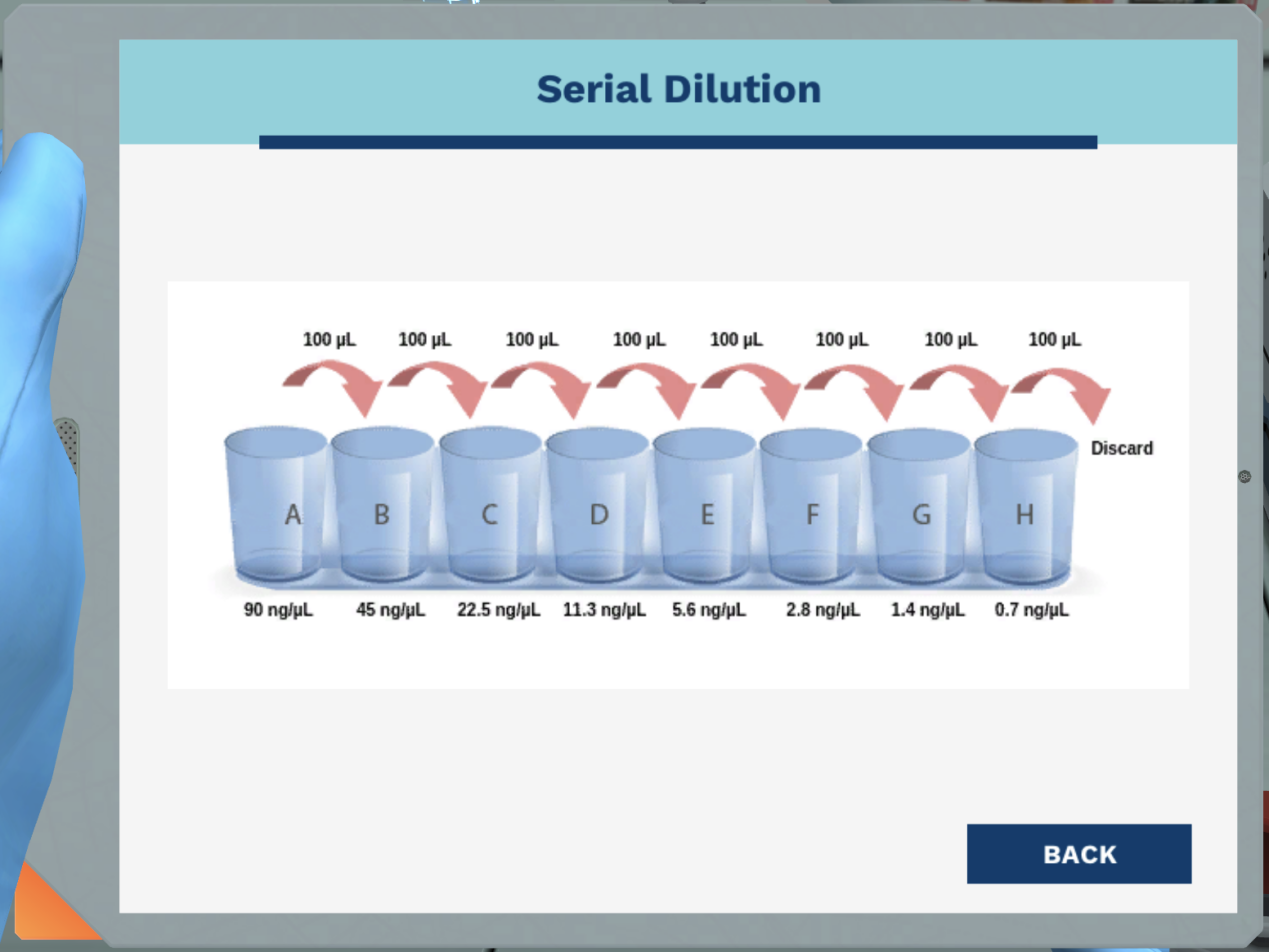 Serial Dilution
100 µL 100 µL 100 µL 100 µL 100 µL 100 µL 100 µL 100 µL
Discard
A B C D E F G H
90 ng/µL 45 ng/µL 22.5 ng/µL 11.3 ng/µL 5.6 ng/µL 2.8 ng/µL 1.4 ng/µL 0.7 ng/µL
BACK